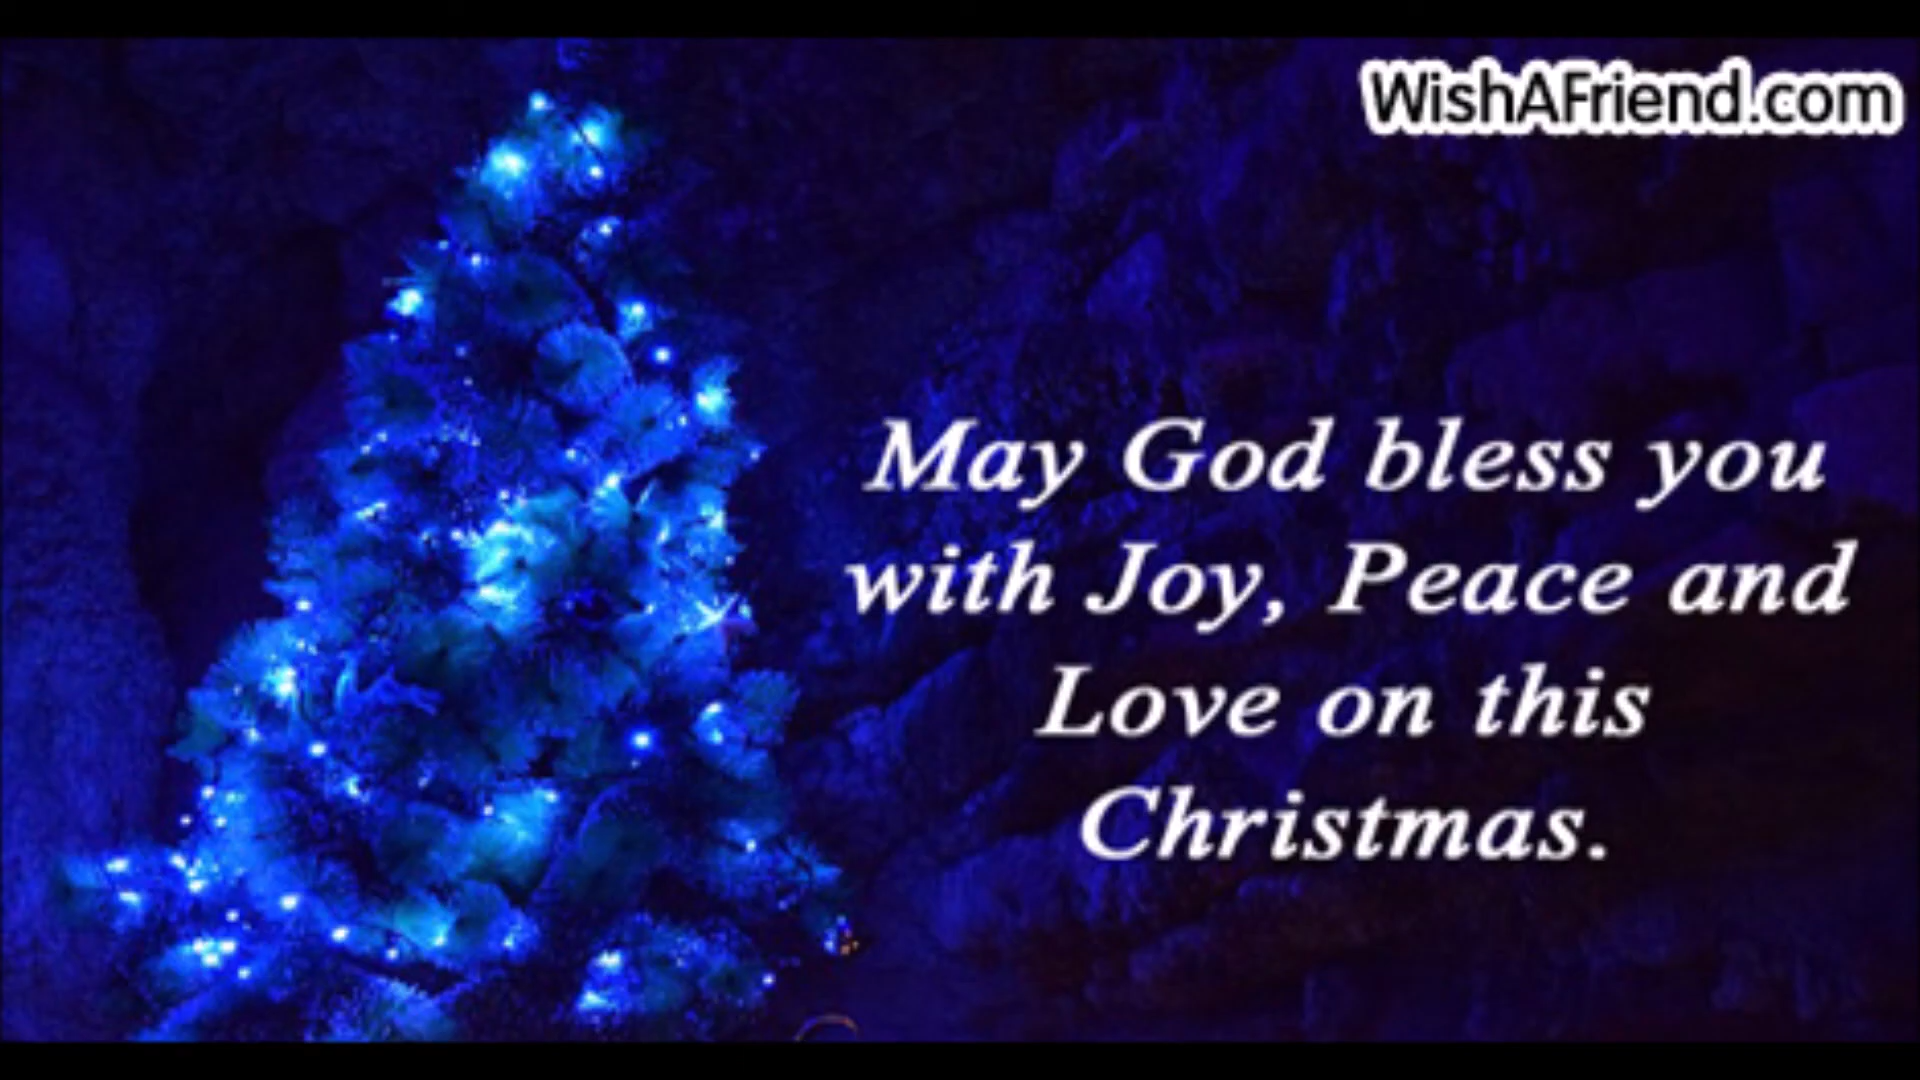 WishAFriend.com
May God bless you
with Joy, Peace and
Love on this
Christmas.